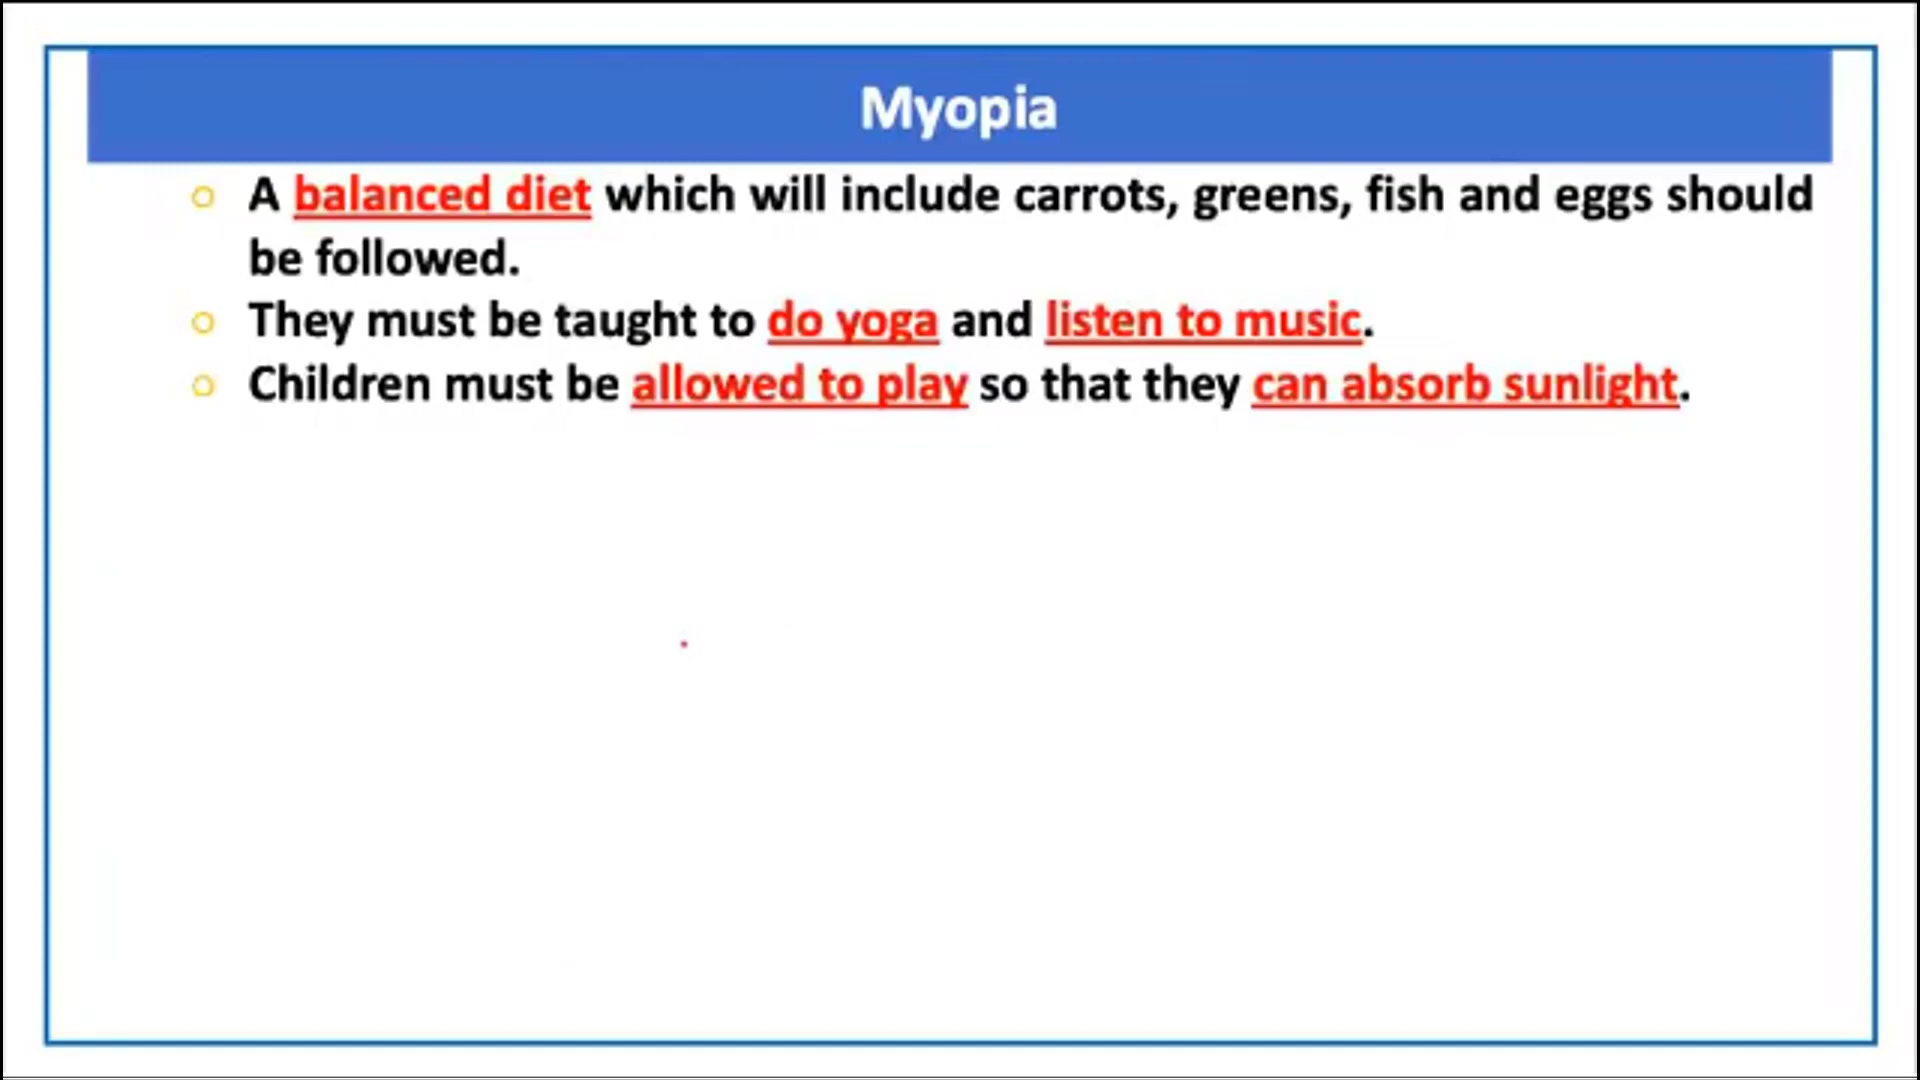 Myopia
A balanced diet which will include carrots, greens, fish and eggs should
be followed.
They must be taught to do yoga and listen to music.
Children must be allowed to play so that they can absorb sunlight.